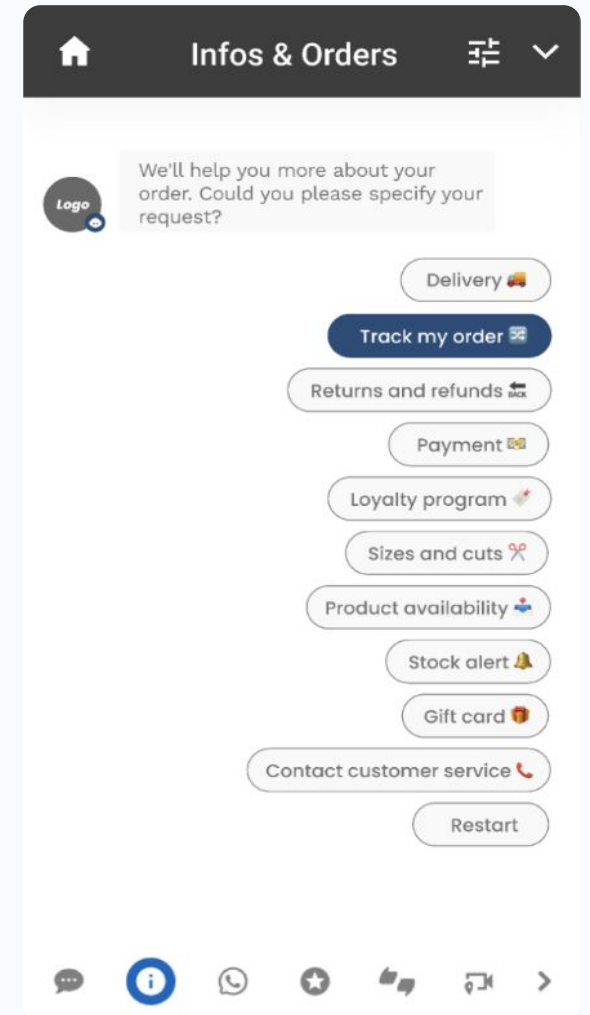 Infos & Orders
We'll help you more about your
order. Could you please specify your
request?
Logo
Delivery 🚚
Track my order 🔀
Returns and refunds 🔙
Payment 💴
Loyalty program 🔖
Sizes and cuts ✂️
Product availability 📥
Stock alert 🔔
Gift card 🎁
Contact customer service 📞
Restart